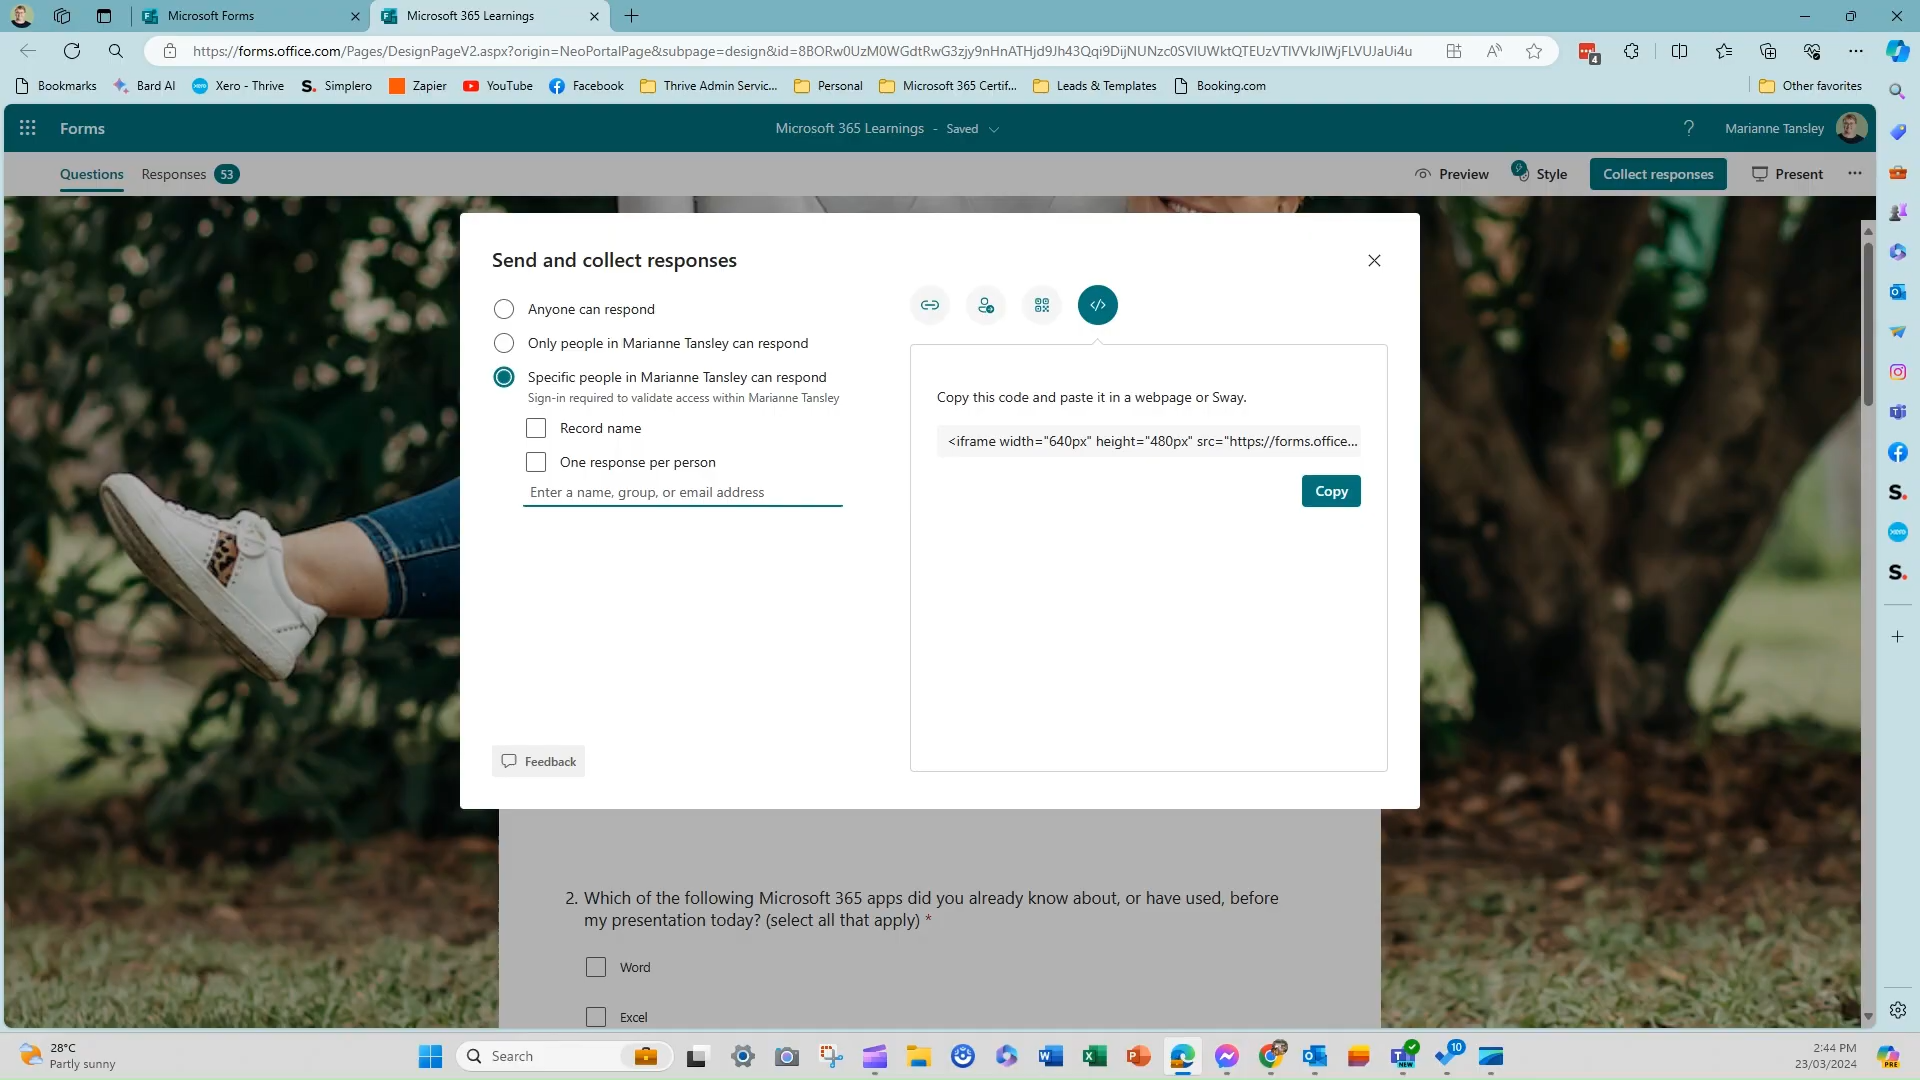 Microsoft Forms
Microsoft 365 Learnings
https://forms.office.com/Pages/DesignPageV2.aspx?origin=NeoPortalPage&subpage=design&id=
4
Bookmarks
Bard AI
Xero - Thrive
Simplero
Zapier
YouTube
Facebook
Thrive Admin Servic...
Personal
Microsoft 365 Certif...
Leads & Templates
Booking.com
Other favorites
Forms
Microsoft 365 Learnings - Saved
?
Marianne Tansley
Questions
Responses 53
Preview
Style
Collect responses
Present
Send and collect responses
Anyone can respond
Only people in Marianne Tansley can respond
Specific people in Marianne Tansley can respond
Sign-in required to validate access within Marianne Tansley
Record name
One response per person
Enter a name, group, or email address
Copy this code and paste it in a webpage or Sway.
<iframe width="640px" height="480px" src="https://forms.office...
Copy
Feedback
2. Which of the following Microsoft 365 apps did you already know about, or have used, before
my presentation today? (select all that apply) *
Word
Excel
28°C
Partly sunny
Search
10
2:44 PM
23/03/2024